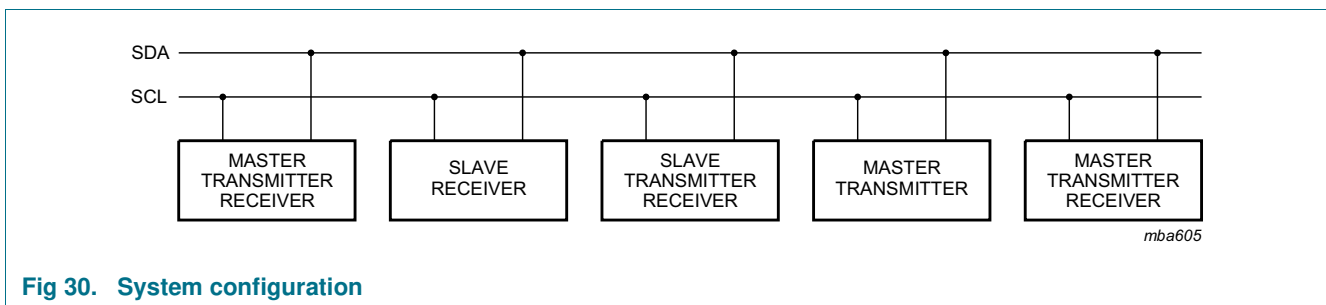 SDA
SCL
MASTER
TRANSMITTER
RECEIVER
SLAVE
RECEIVER
SLAVE
TRANSMITTER
RECEIVER
MASTER
TRANSMITTER
MASTER
TRANSMITTER
RECEIVER
mba605
Fig 30. System configuration